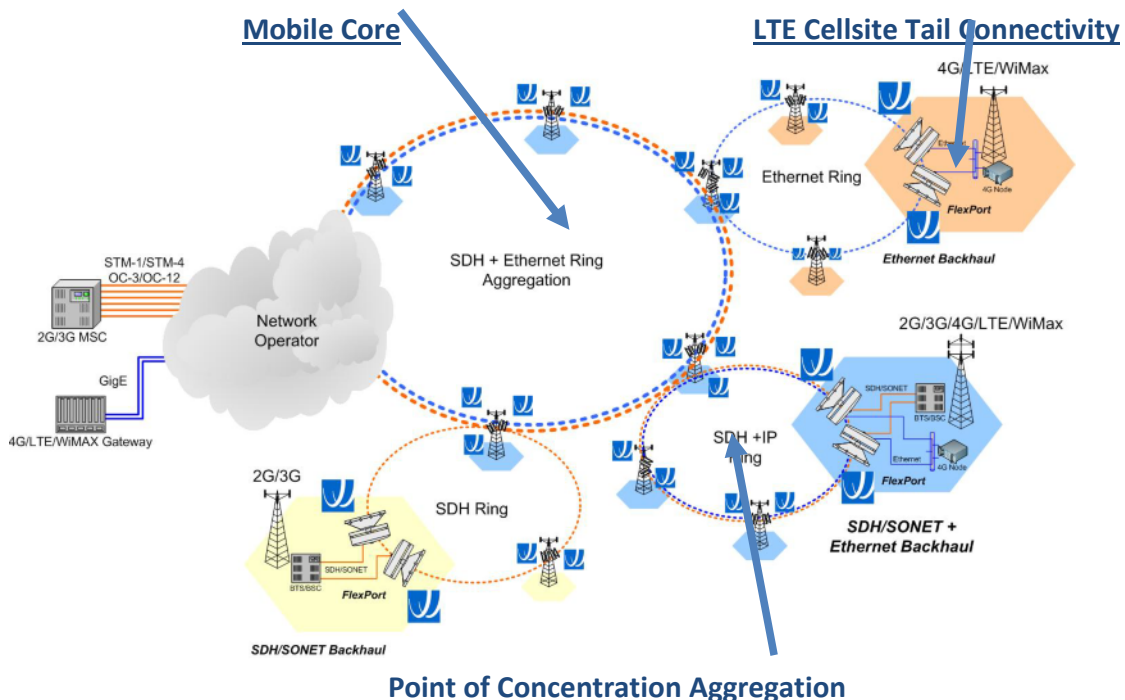 Mobile Core
LTE Cellsite Tail Connectivity
4G/LTE/WiMax
Ethernet
4G Node
FlexPort
Ethernet Backhaul
Ethernet Ring
SDH + Ethernet Ring
Aggregation
STM-1/STM-4
OC-3/OC-12
2G/3G MSC
Network
Operator
GigE
4G/LTE/WiMAX Gateway
2G/3G/4G/LTE/WiMax
SDH/SONET
BTS/BSC
Ethernet
4G Node
FlexPort
SDH +IP
Ring
SDH/SONET +
Ethernet Backhaul
2G/3G
SDH Ring
SDH/SONET
BTS/BSC
FlexPort
SDH/SONET Backhaul
Point of Concentration Aggregation